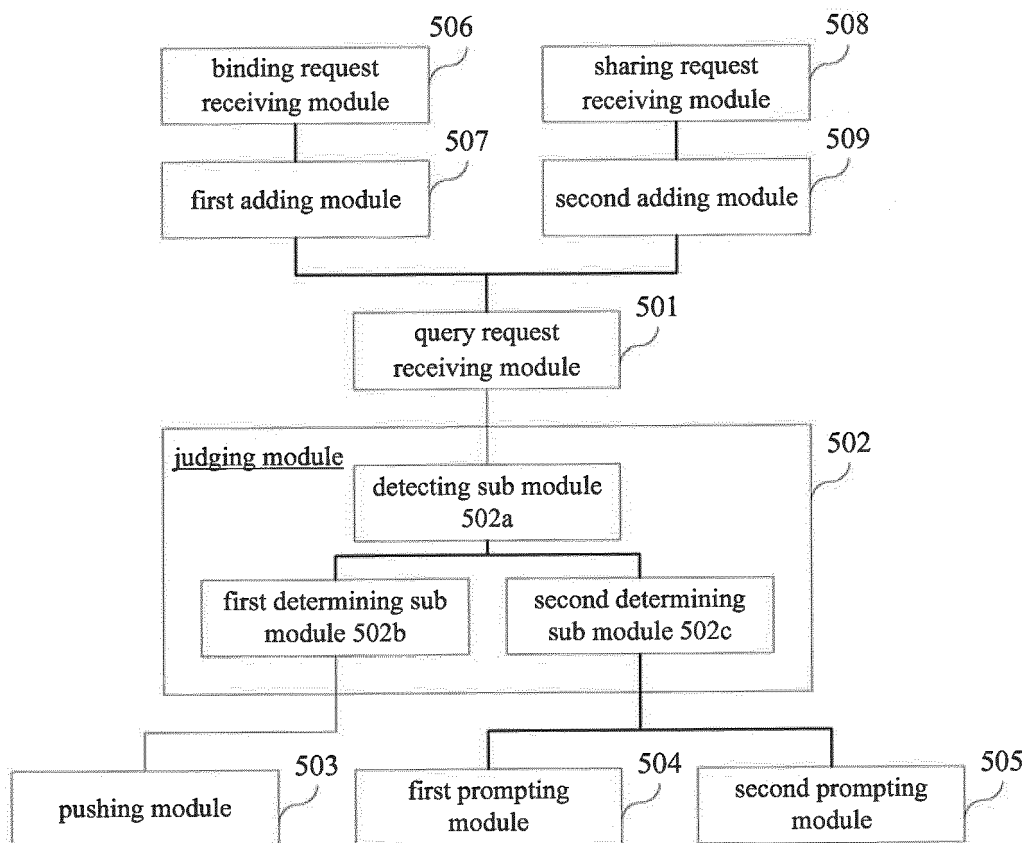 506
508
binding request
receiving module
sharing request
receiving module
507
509
first adding module
second adding module
501
query request
receiving module
502
judging module
detecting sub module
502a
first determining sub
module 502b
second determining
sub module 502c
503
504
505
pushing module
first prompting
module
second prompting
module